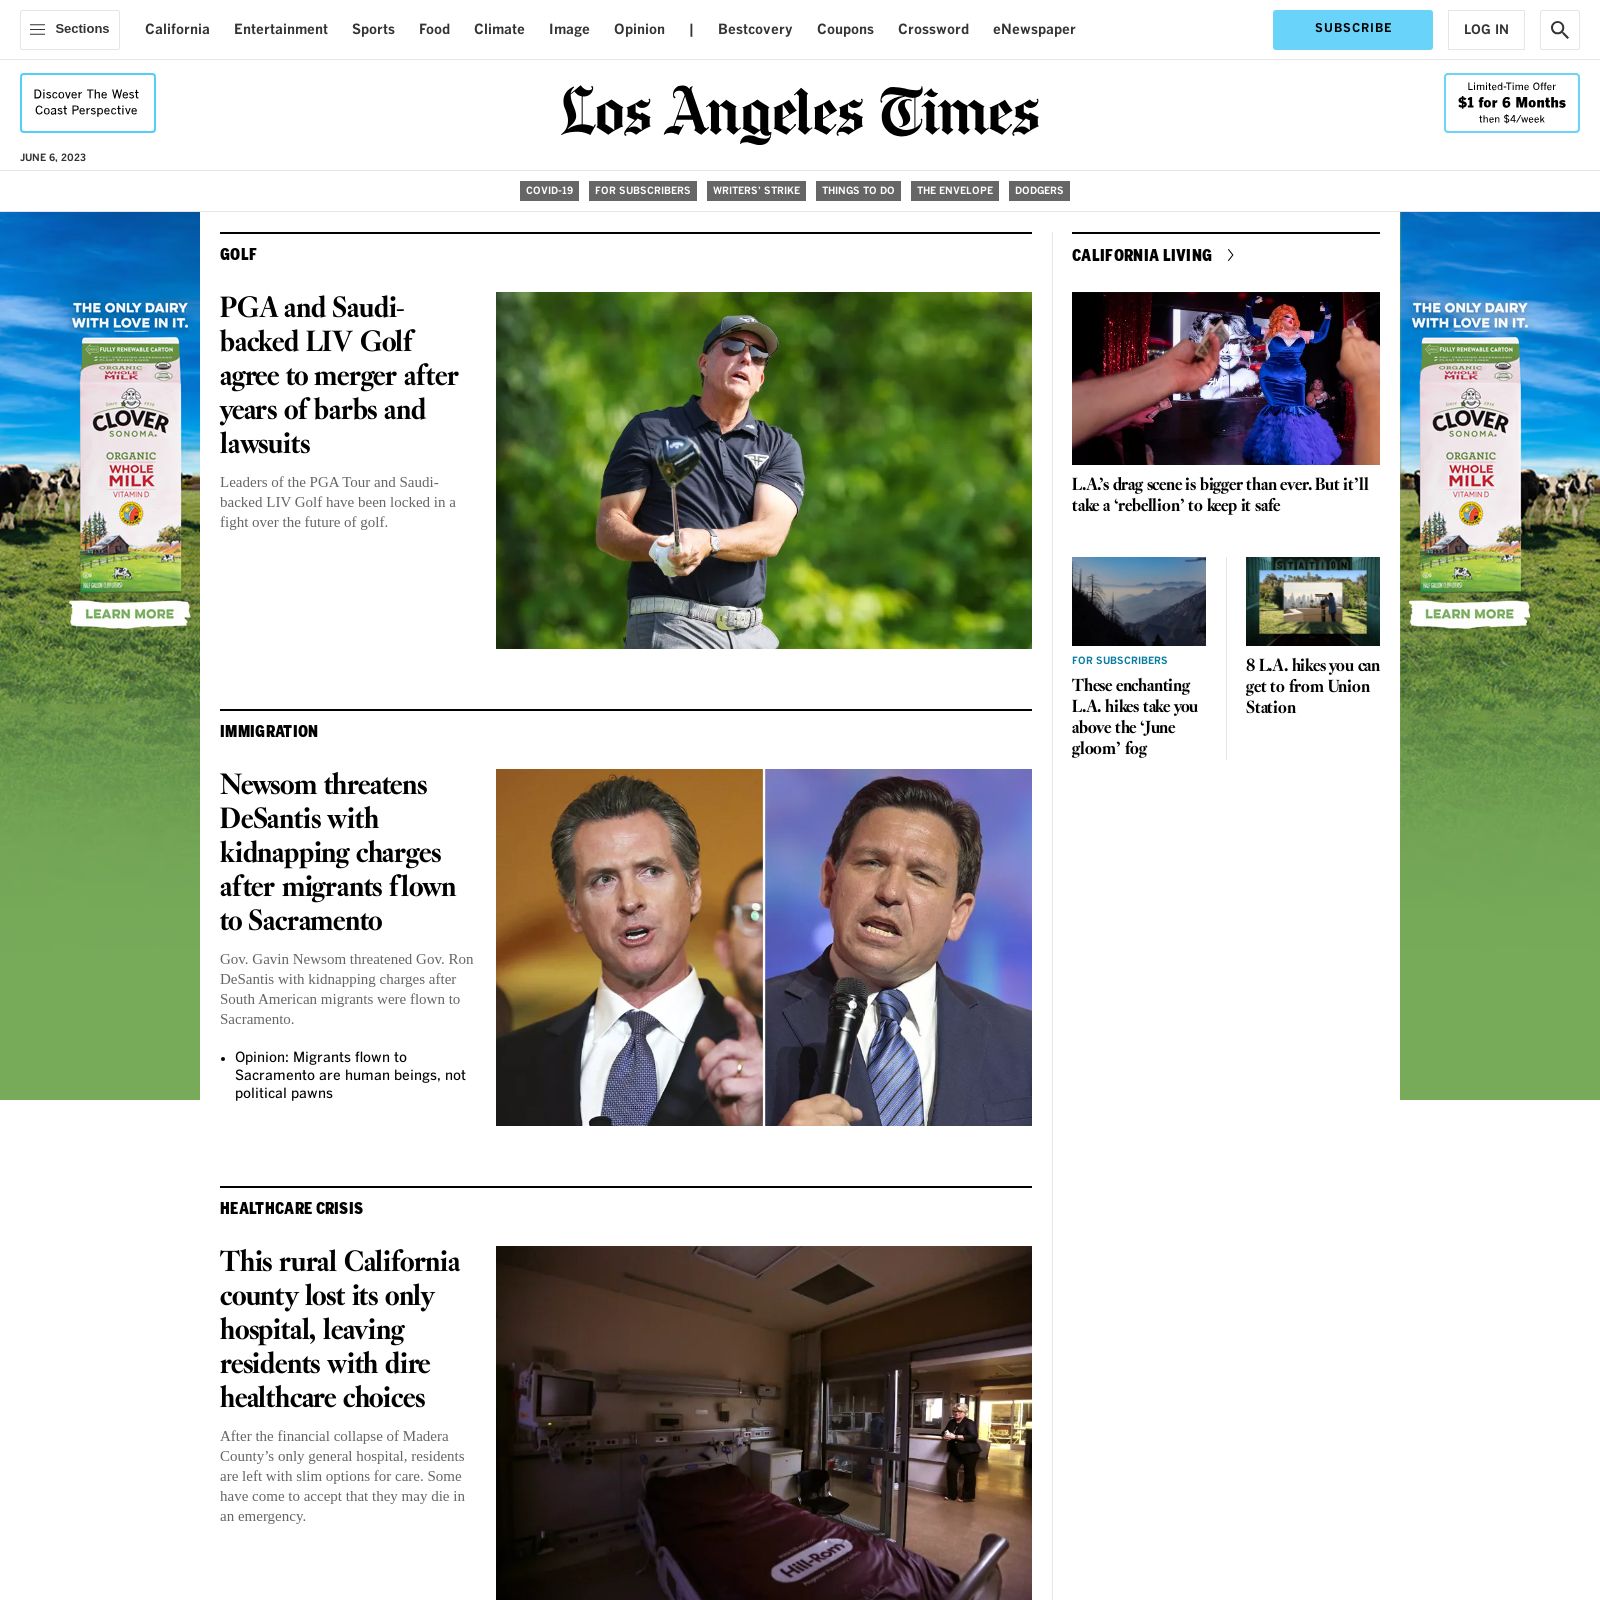 Sections
California
Entertainment
Sports
Food
Climate
Image
Opinion
|
Bestcovery
Coupons
Crossword
eNewspaper
SUBSCRIBE
LOG IN
Discover The West
Coast Perspective
Los Angeles Times
Limited-Time Offer
$1 for 6 Months
then $4/week
JUNE 6, 2023
COVID-19
FOR SUBSCRIBERS
WRITERS' STRIKE
THINGS TO DO
THE ENVELOPE
DODGERS
THE ONLY DAIRY
WITH LOVE IN IT.
FULLY RENEWABLE CARTON
ORGANIC
WHOLE
MILK
CLOVER
SONOMA
ORGANIC
WHOLE
MILK
VITAMIN D
LEARN MORE
GOLF
PGA and Saudi-
backed LIV Golf
agree to merger after
years of barbs and
lawsuits
Leaders of the PGA Tour and Saudi-
backed LIV Golf have been locked in a
fight over the future of golf.
IMMIGRATION
Newsom threatens
DeSantis with
kidnapping charges
after migrants flown
to Sacramento
Gov. Gavin Newsom threatened Gov. Ron
DeSantis with kidnapping charges after
South American migrants were flown to
Sacramento.
• Opinion: Migrants flown to
Sacramento are human beings, not
political pawns
HEALTHCARE CRISIS
This rural California
county lost its only
hospital, leaving
residents with dire
healthcare choices
After the financial collapse of Madera
County's only general hospital, residents
are left with slim options for care. Some
have come to accept that they may die in
an emergency.
Hill-Rom
CALIFORNIA LIVING
L.A.'s drag scene is bigger than ever. But it'll
take a 'rebellion' to keep it safe
FOR SUBSCRIBERS
These enchanting
L.A. hikes take you
above the 'June
gloom' fog
STATION
8 L.A. hikes you can
get to from Union
Station
THE ONLY DAIRY
WITH LOVE IN IT.
FULLY RENEWABLE CARTON
ORGANIC
WHOLE
MILK
CLOVER
SONOMA
ORGANIC
WHOLE
MILK
VITAMIN D
LEARN MORE